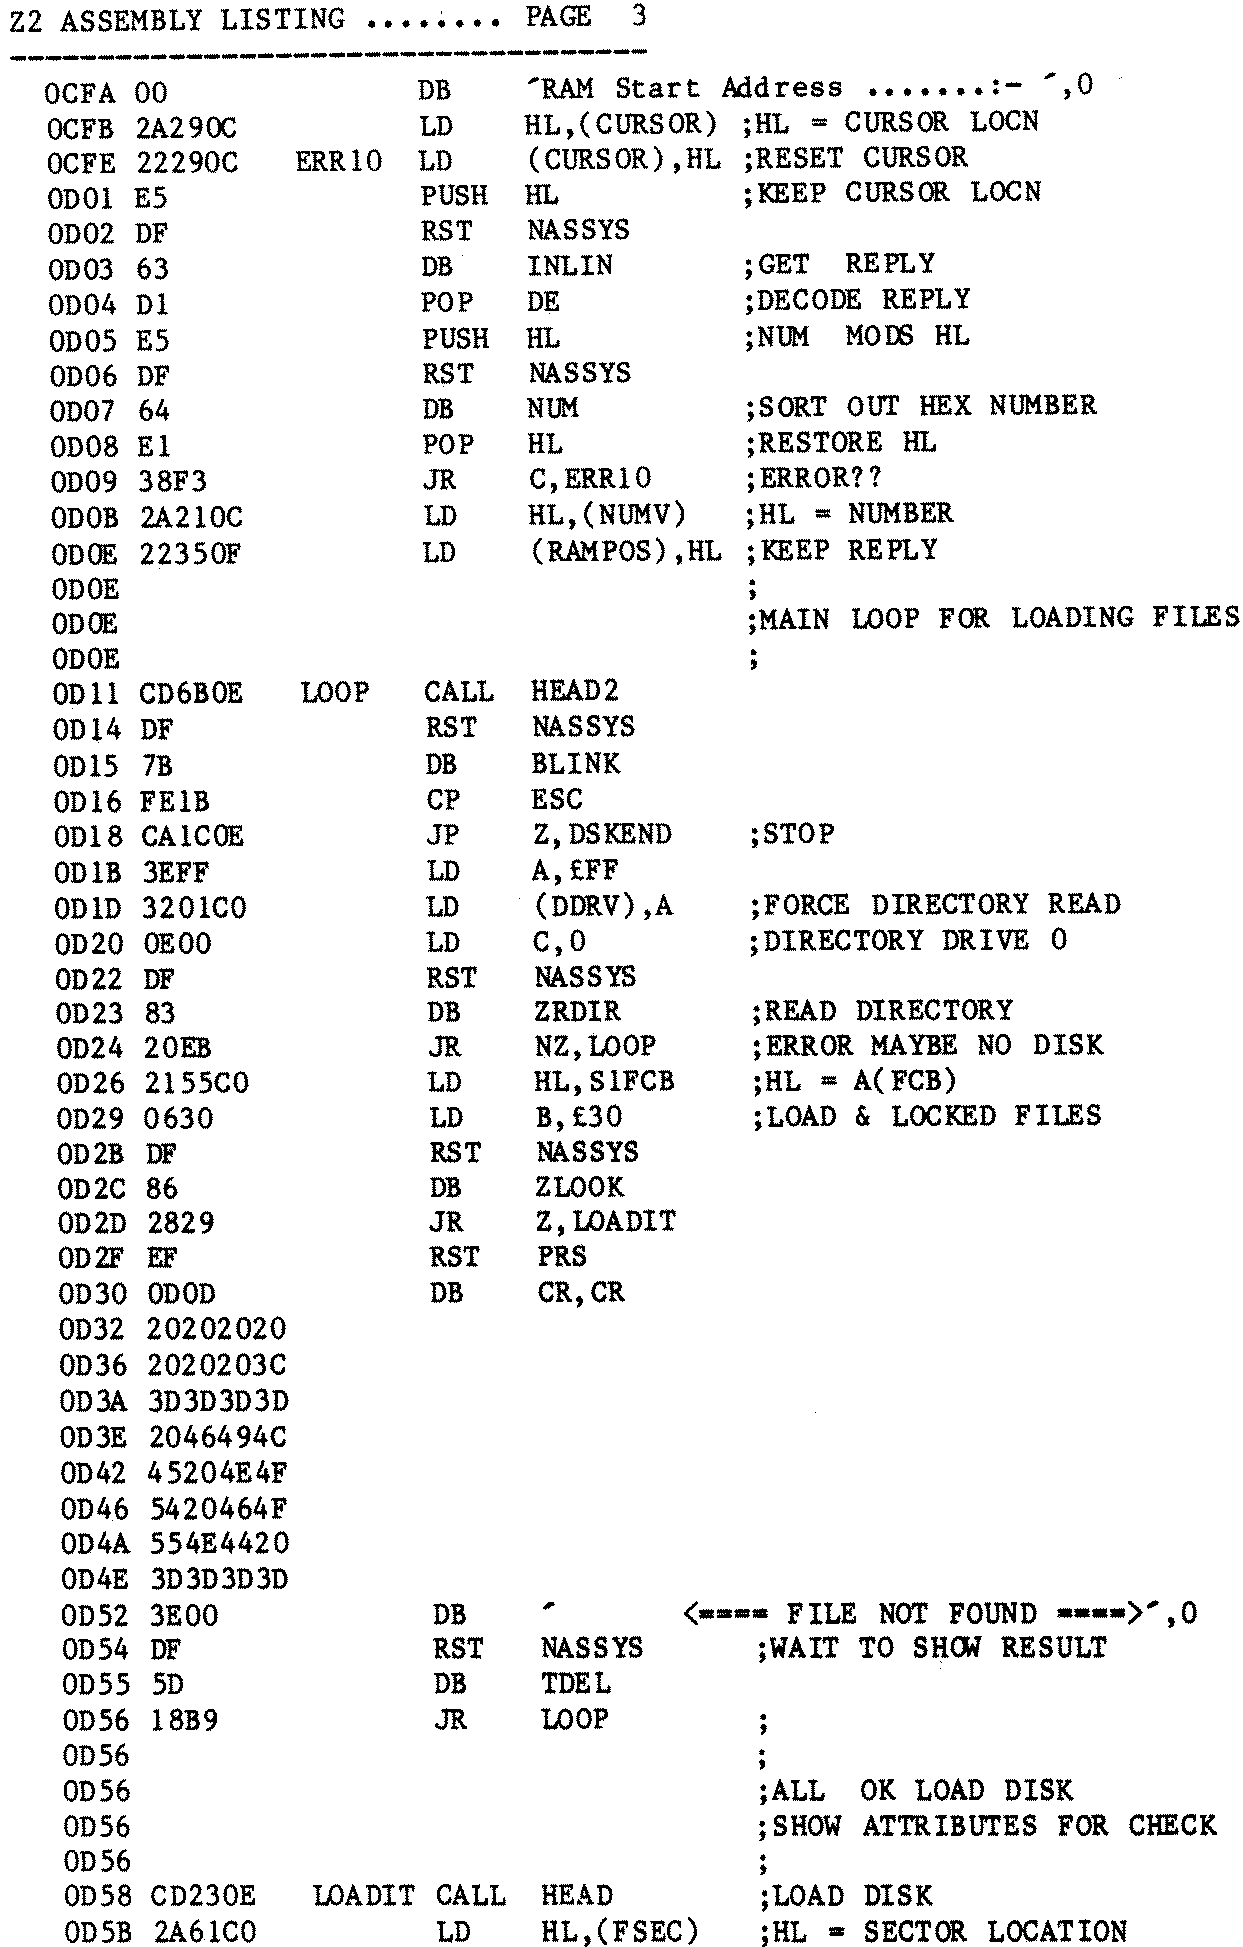 Z2 ASSEMBLY LISTING ........ PAGE  3
------------------------------------
0CFA 00             DB    ´RAM Start Address .......:- ´,0
0CFB 2A290C         LD    HL,(CURSOR) ;HL = CURSOR LOCN
0CFE 22290C   ERR10 LD    (CURSOR),HL ;RESET CURSOR
0D01 E5             PUSH  HL          ;KEEP CURSOR LOCN
0D02 DF             RST   NASSYS
0D03 63             DB    INLIN       ;GET  REPLY
0D04 D1             POP   DE          ;DECODE REPLY
0D05 E5             PUSH  HL          ;NUM  MODS HL
0D06 DF             RST   NASSYS
0D07 64             DB    NUM         ;SORT OUT HEX NUMBER
0D08 E1             POP   HL          ;RESTORE HL
0D09 38F3           JR    C,ERR10     ;ERROR??
0D0B 2A210C         LD    HL,(NUMV)   ;HL = NUMBER
0D0E 22350F         LD    (RAMPOS),HL ;KEEP REPLY
0D0E                                  ;
0D0E                                  ;MAIN LOOP FOR LOADING FILES
0D0E                                  ;
0D11 CD6B0E   LOOP  CALL  HEAD2
0D14 DF             RST   NASSYS
0D15 7B             DB    BLINK
0D16 FE1B           CP    ESC
0D18 CA1C0E         JP    Z,DSKEND    ;STOP
0D1B 3EFF           LD    A,£FF
0D1D 3201C0         LD    (DDRV),A    ;FORCE DIRECTORY READ
0D20 0E00           LD    C,0         ;DIRECTORY DRIVE 0
0D22 DF             RST   NASSYS
0D23 83             DB    ZRDIR       ;READ DIRECTORY
0D24 20EB           JR    NZ,LOOP     ;ERROR MAYBE NO DISK
0D26 2155C0         LD    HL,S1FCB    ;HL = A(FCB)
0D29 0630           LD    B,£30       ;LOAD & LOCKED FILES
0D2B DF             RST   NASSYS
0D2C 86             DB    ZLOOK
0D2D 2829           JR    Z,LOADIT
0D2F EF             RST   PRS
0D30 0D0D           DB    CR,CR
0D32 20202020
0D36 2020203C
0D3A 3D3D3D3D
0D3E 2046494C
0D42 45204E4F
0D46 5420464F
0D4A 554E4420
0D4E 3D3D3D3D
0D52 3E00           DB    ´       <==== FILE NOT FOUND ====>´,0
0D54 DF             RST   NASSYS      ;WAIT TO SHOW RESULT
0D55 5D             DB    TDEL
0D56 18B9           JR    LOOP        ;
0D56                                  ;
0D56                                  ;ALL  OK LOAD DISK
0D56                                  ;SHOW ATTRIBUTES FOR CHECK
0D56                                  ;
0D58 CD230E   LOADIT CALL  HEAD       ;LOAD DISK
0D5B 2A61C0         LD    HL,(FSEC)   ;HL = SECTOR LOCATION